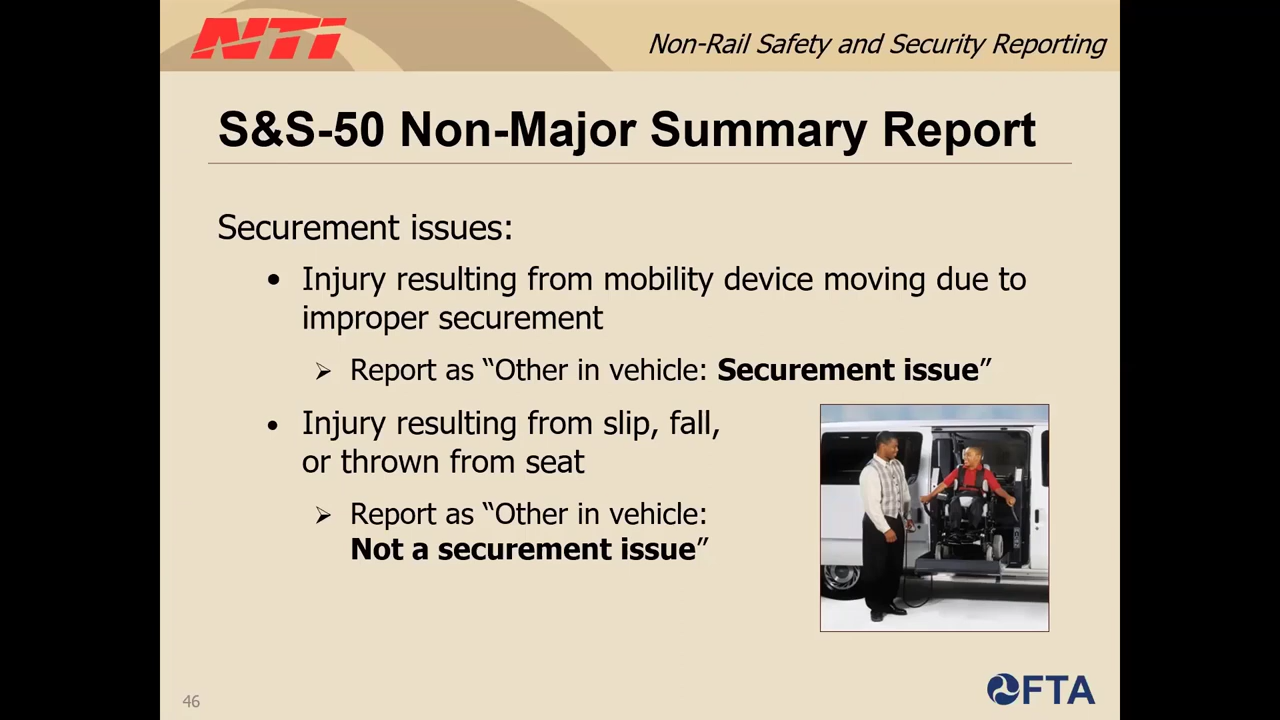 NTI
Non-Rail Safety and Security Reporting
S&S-50 Non-Major Summary Report
Securement issues:
• Injury resulting from mobility device moving due to
improper securement
➢ Report as “Other in vehicle: Securement issue”
• Injury resulting from slip, fall,
or thrown from seat
➢ Report as “Other in vehicle:
Not a securement issue”
46
FTA